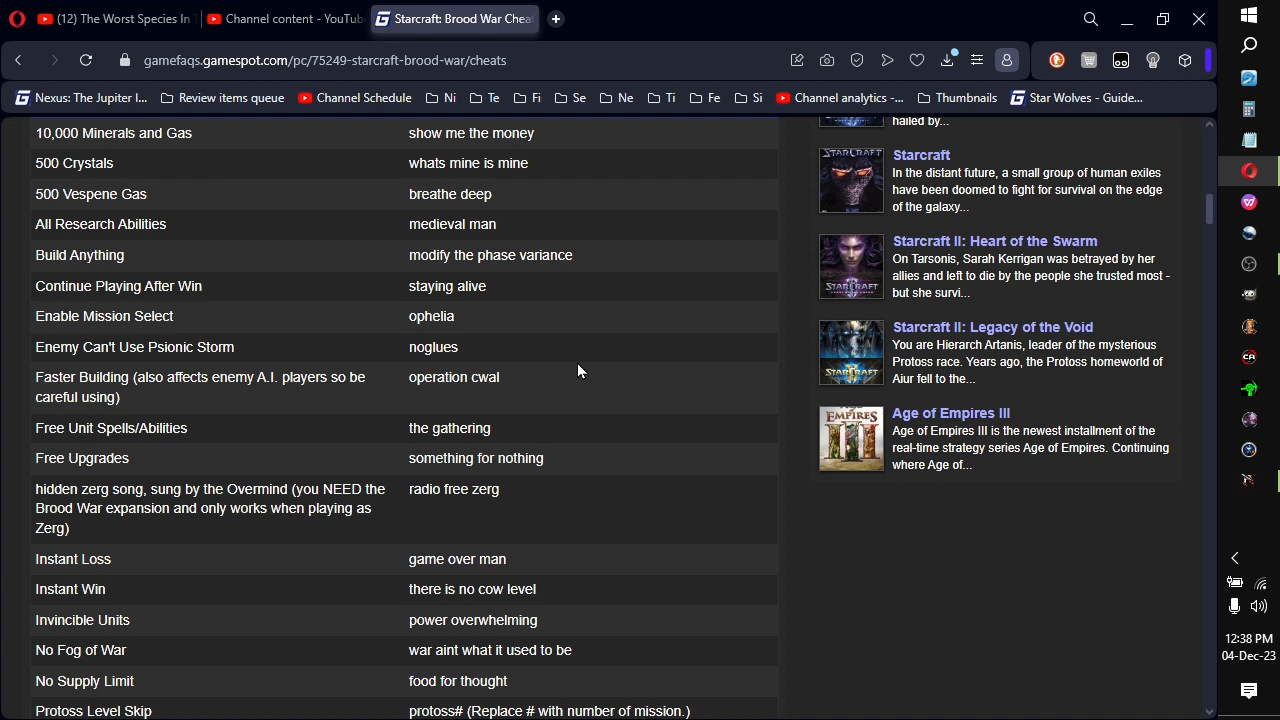 (12) The Worst Species In
Channel content - YouTub
Starcraft: Brood War Chea
gamefaqs.gamespot.com/pc/75249-starcraft-brood-war/cheats
Nexus: The Jupiter I...
Review items queue
Channel Schedule
Ni
Te
Fi
Se
Ne
Ti
Fe
Si
Channel analytics -...
Thumbnails
Star Wolves - Guide...
10,000 Minerals and Gas show me the money
500 Crystals whats mine is mine
500 Vespene Gas breathe deep
All Research Abilities medieval man
Build Anything modify the phase variance
Continue Playing After Win staying alive
Enable Mission Select ophelia
Enemy Can't Use Psionic Storm noglues
Faster Building (also affects enemy A.I. players so be operation cwal
careful using)
Free Unit Spells/Abilities the gathering
Free Upgrades something for nothing
hidden zerg song, sung by the Overmind (you NEED the radio free zerg
Brood War expansion and only works when playing as
Zerg)
Instant Loss game over man
Instant Win there is no cow level
Invincible Units power overwhelming
No Fog of War war aint what it used to be
No Supply Limit food for thought
Protoss Level Skip protoss# (Replace # with number of mission.)
hailed by...
STARCRAFT
Starcraft
In the distant future, a small group of human exiles
have been doomed to fight for survival on the edge
of the galaxy...
STARCRAFT
Starcraft II: Heart of the Swarm
On Tarsonis, Sarah Kerrigan was betrayed by her
allies and left to die by the people she trusted most -
but she survi...
STARCRAFT
Starcraft II: Legacy of the Void
You are Hierarch Artanis, leader of the mysterious
Protoss race. Years ago, the Protoss homeworld of
Aiur fell to the...
AGE OF
EMPIRES
III
Age of Empires III
Age of Empires III is the newest installment of the
real-time strategy series Age of Empires. Continuing
where Age of...
12:38 PM
04-Dec-23